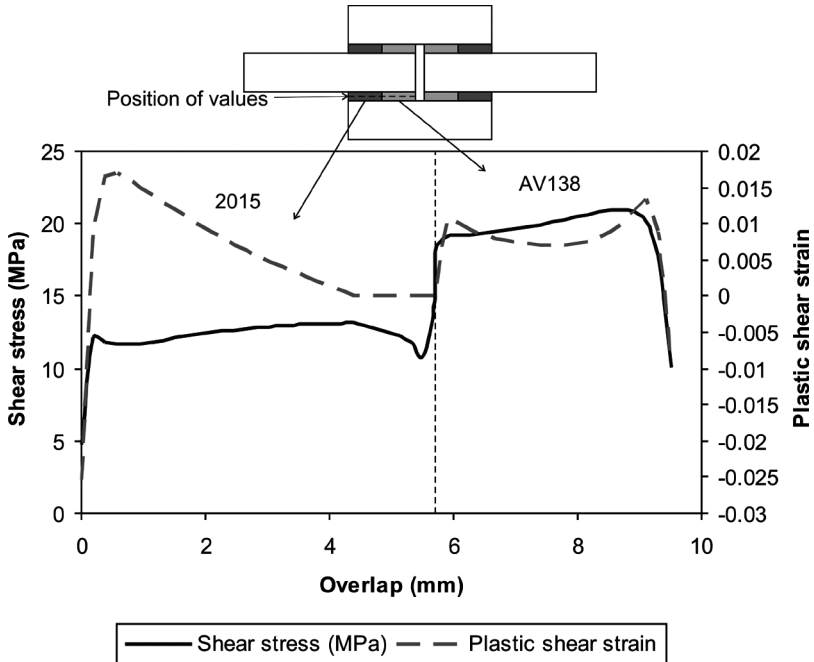 Position of values
2015
AV138
Shear stress (MPa)
25
20
15
10
5
0
0.02
0.015
0.01
0.005
0
-0.005
-0.01
-0.015
-0.02
-0.025
-0.03
Plastic shear strain
0 2 4 6 8 10
Overlap (mm)
Shear stress (MPa) Plastic shear strain